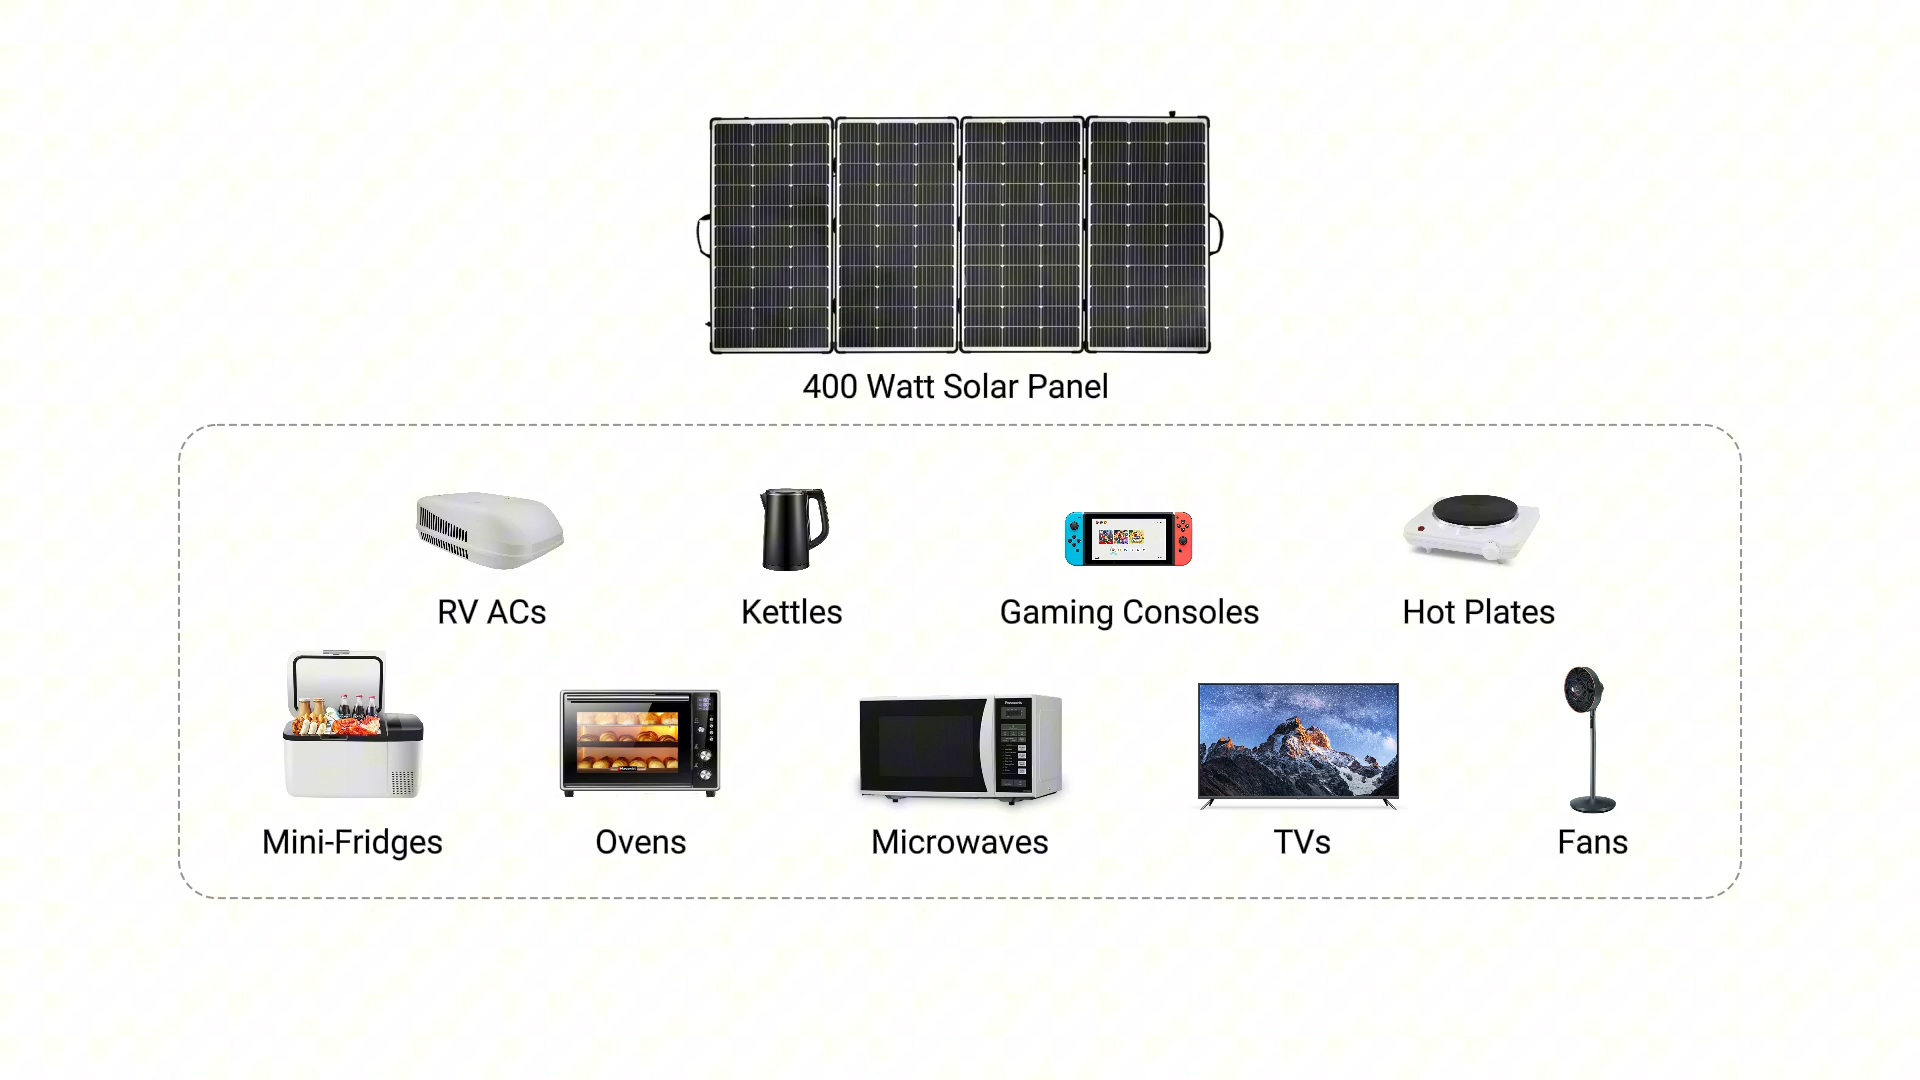 400 Watt Solar Panel
RV ACs
Kettles
Gaming Consoles
Hot Plates
Mini-Fridges
Ovens
Microwaves
TVs
Fans